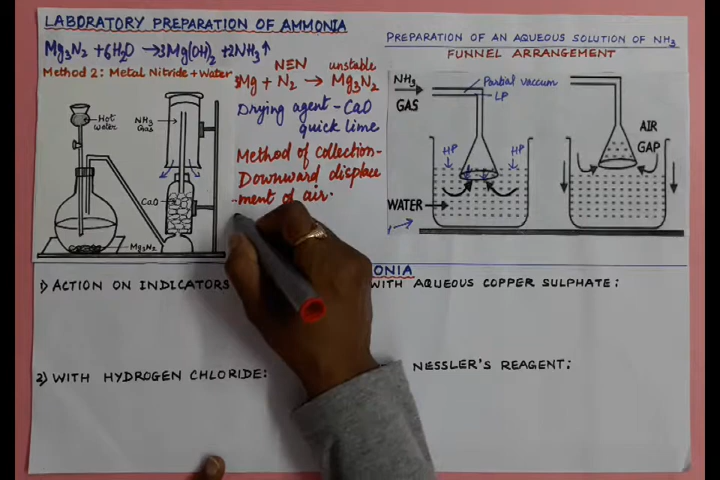 LABORATORY PREPARATION OF AMMONIA
Mg3N2 +6H2O →3Mg(OH)2 +2NH3↑
Method 2: Metal Nitride + Water
N≡N unstable
3Mg + N2 → Mg3N2
Drying agent - CaO
quick lime
Method of collection-
Downward displace
-ment of air.
Hot
water
NH3
Gas
CaO
Mg3N2
PREPARATION OF AN AQUEOUS SOLUTION OF NH3
FUNNEL ARRANGEMENT
NH3
GAS
Partial vaccum
LP
HP
HP
WATER
AIR
GAP
ONIA
1) ACTION ON INDICATORS
WITH AQUEOUS COPPER SULPHATE:
3) WITH HYDROGEN CHLORIDE:
NESSLER'S REAGENT: